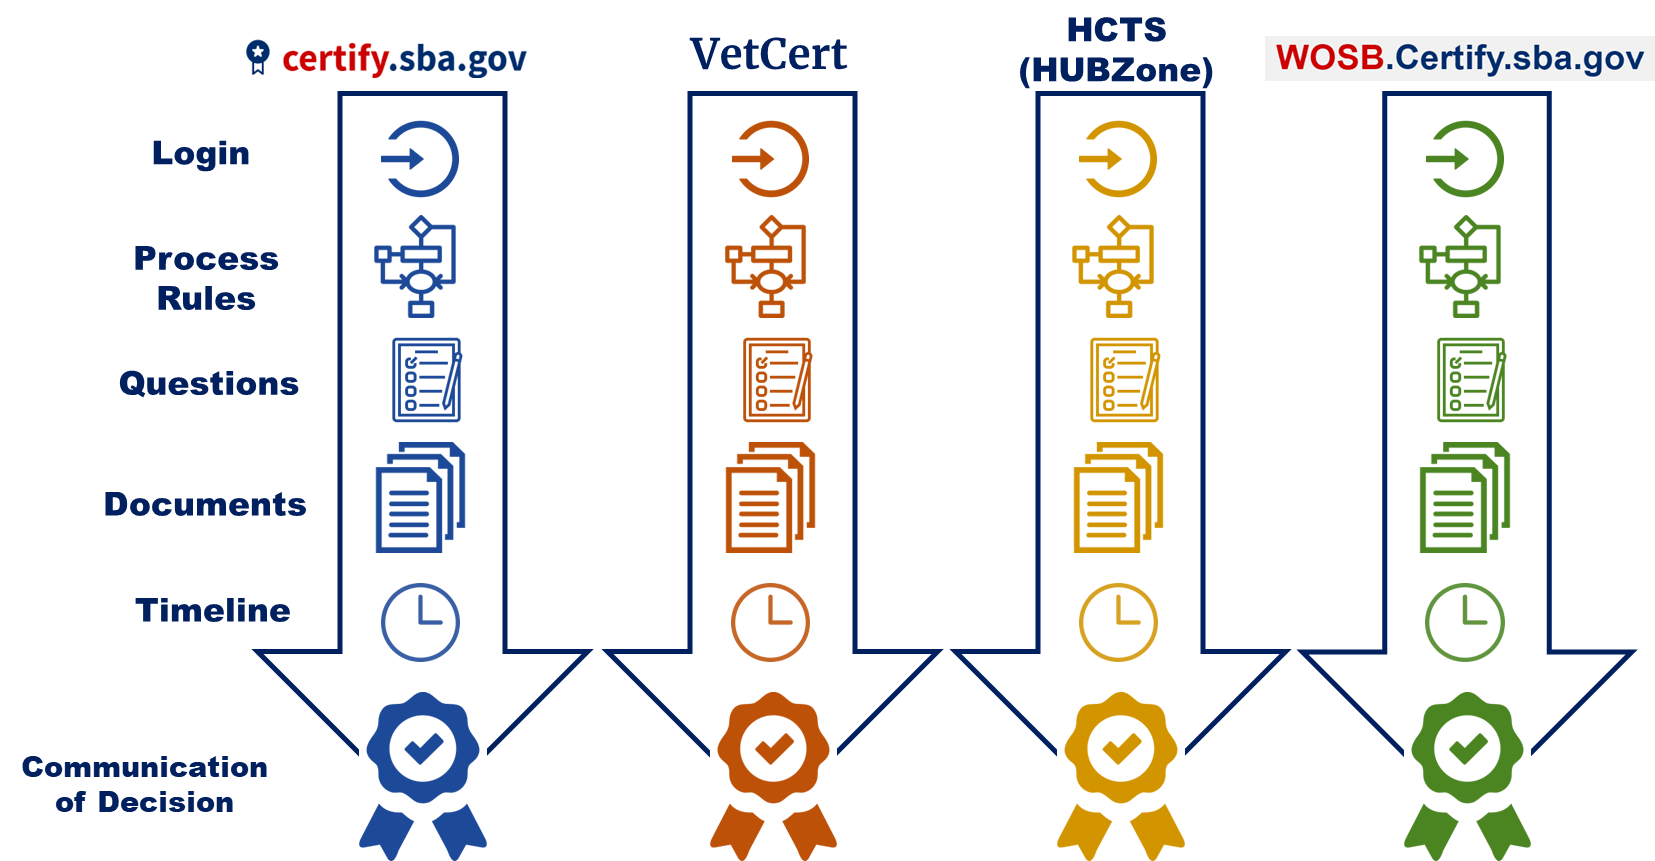 certify.sba.gov
VetCert
HCTS
(HUBZone)
WOSB.Certify.sba.gov
Login
Process
Rules
Questions
Documents
Timeline
Communication
of Decision